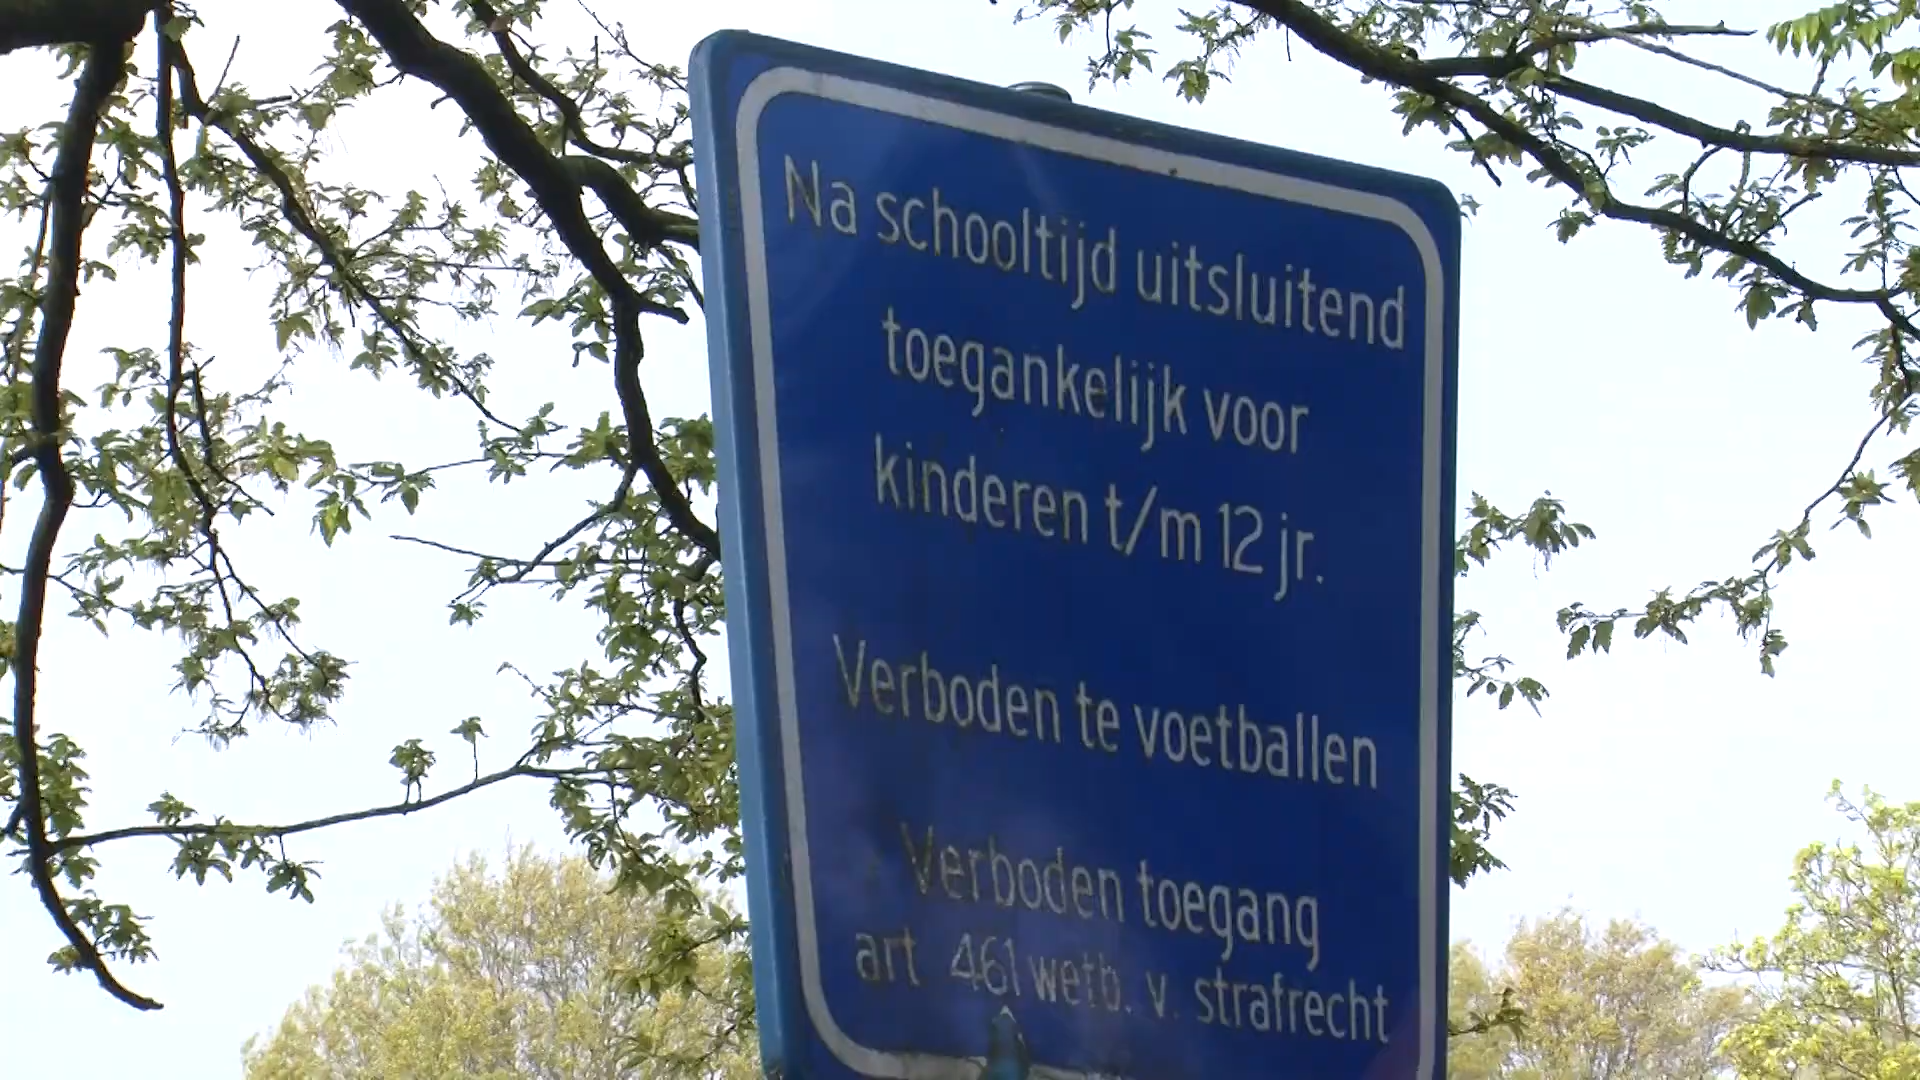 Na schooltijd uitsluitend
toegankelijk voor
kinderen t/m 12 jr.
Verboden te voetballen
Verboden toegang
art 461 wetb. v. strafrecht